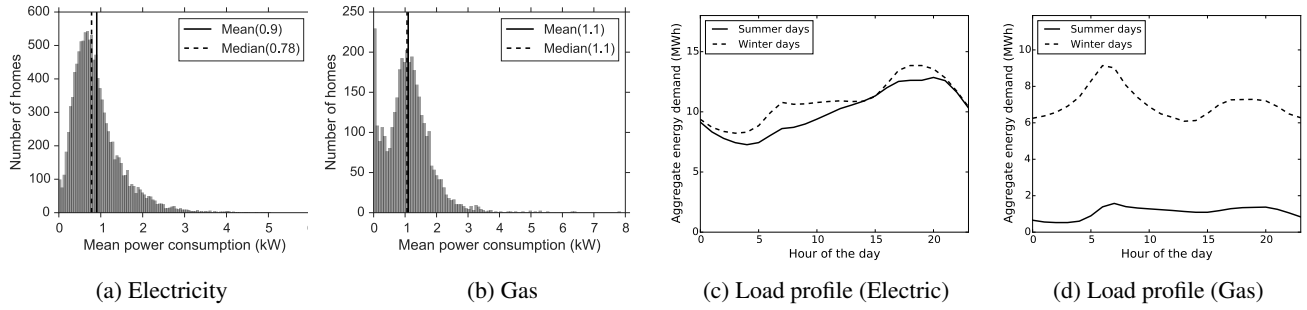 600
500
400
300
200
100
0
0 1 2 3 4 5
Number of homes
Mean power consumption (kW)
Mean(0.9)
Median(0.78)
(a) Electricity
250
200
150
100
50
0
0 1 2 3 4 5 6 7 8
Number of homes
Mean power consumption (kW)
Mean(1.1)
Median(1.1)
(b) Gas
15
10
5
0
0 5 10 15 20
Aggregate energy demand (MWh)
Hour of the day
Summer days
Winter days
(c) Load profile (Electric)
10
8
6
4
2
0
0 5 10 15 20
Aggregate energy demand (MWh)
Hour of the day
Summer days
Winter days
(d) Load profile (Gas)